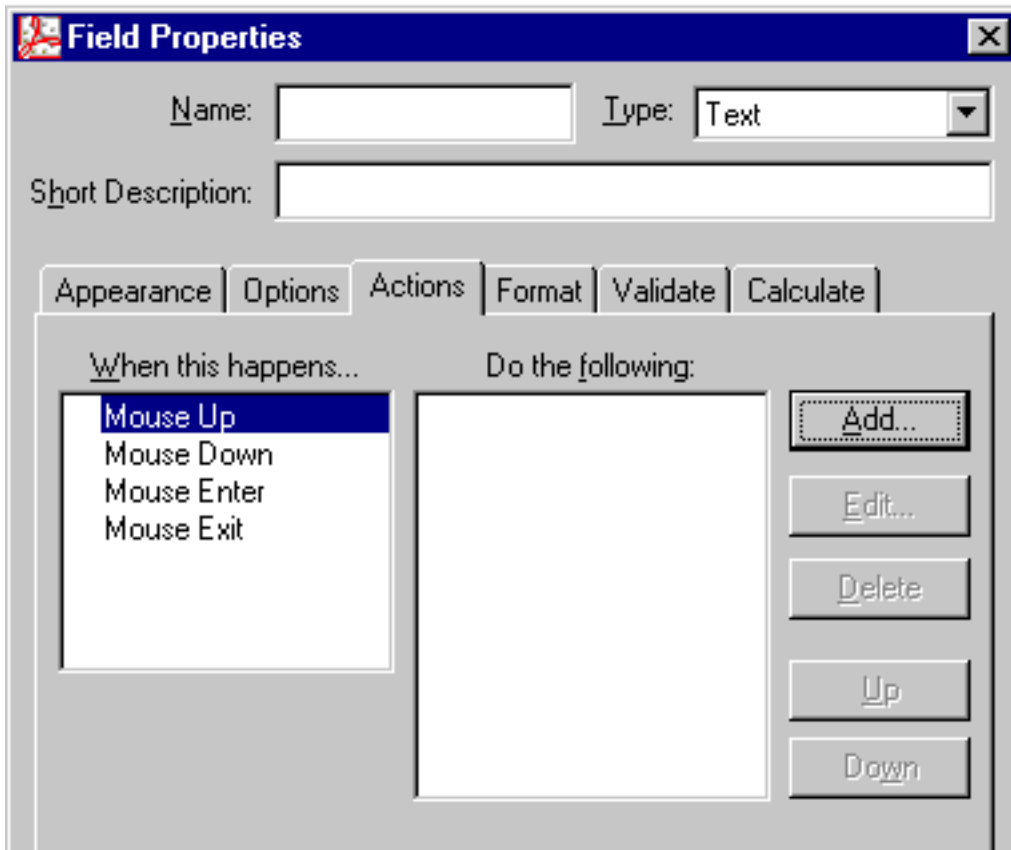 Field Properties
Name: Type: Text
Short Description:
Appearance Options Actions Format Validate Calculate
When this happens... Do the following:
Mouse Up Add...
Mouse Down
Mouse Enter Edit...
Mouse Exit
Delete
Up
Down